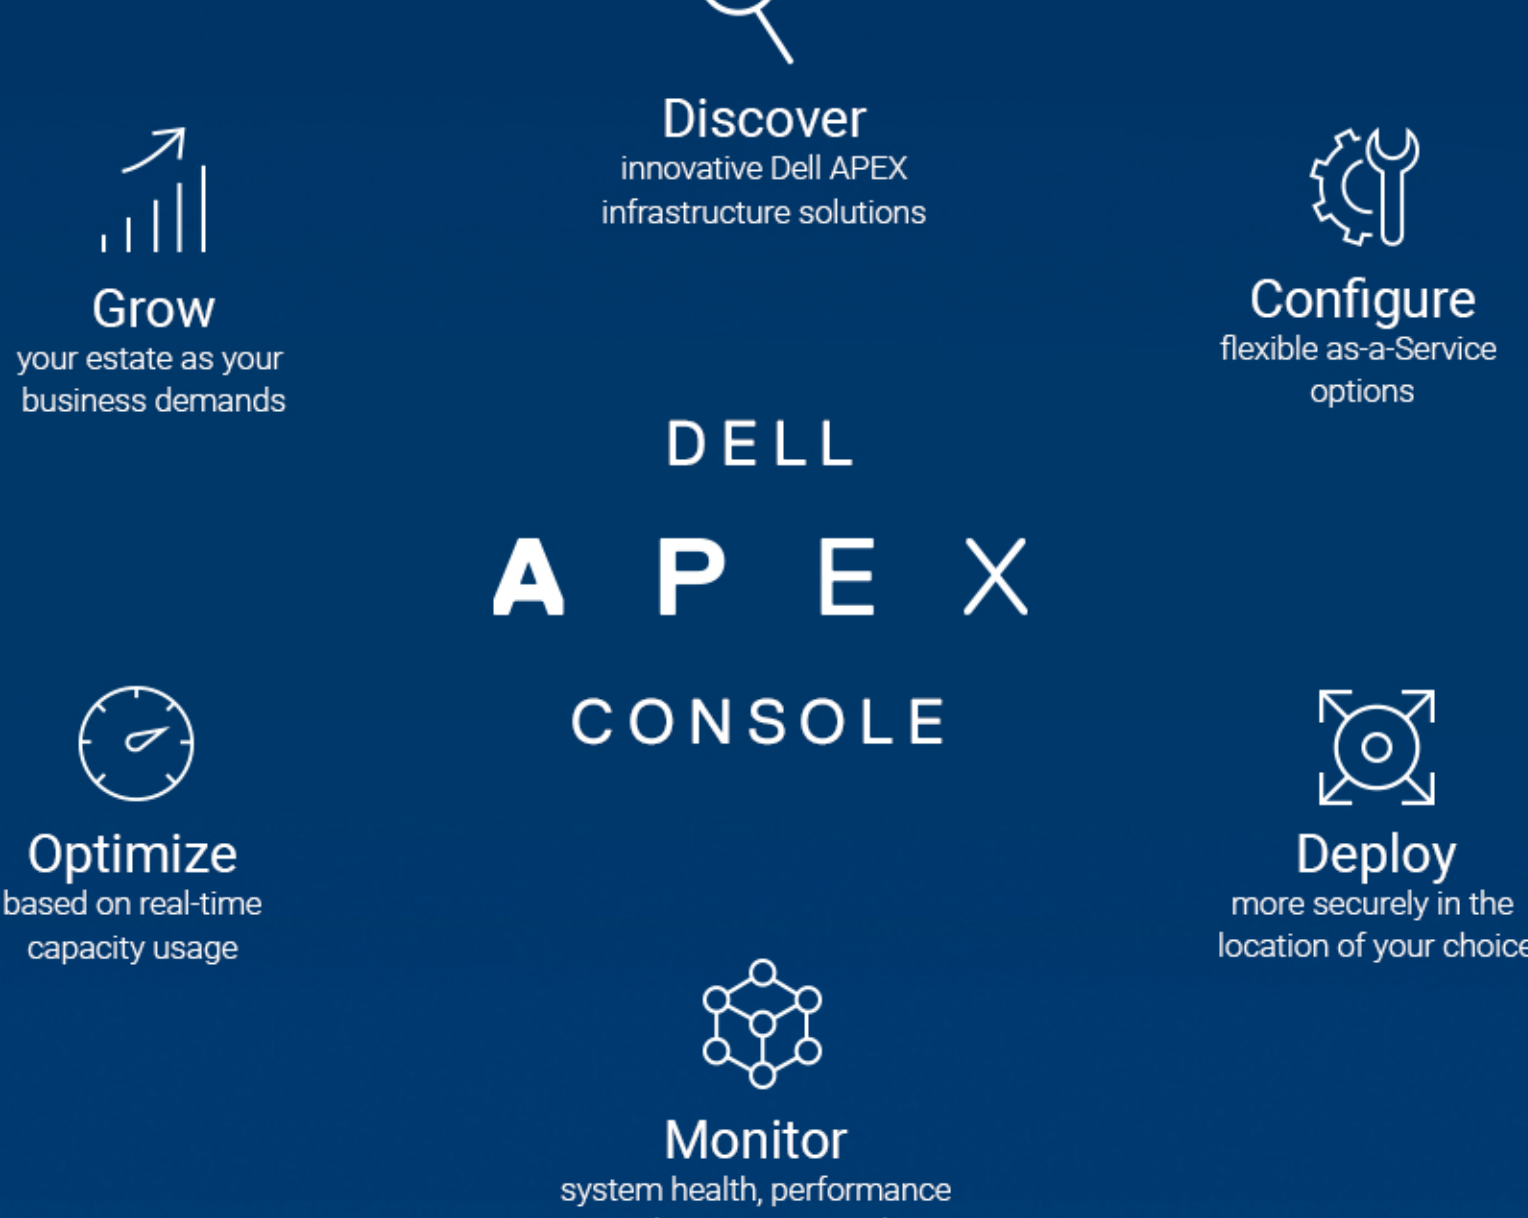 Discover
innovative Dell APEX
infrastructure solutions
Grow
your estate as your
business demands
Configure
flexible as-a-Service
options
DELL
APEX
CONSOLE
Optimize
based on real-time
capacity usage
Deploy
more securely in the
location of your choice
Monitor
system health, performance